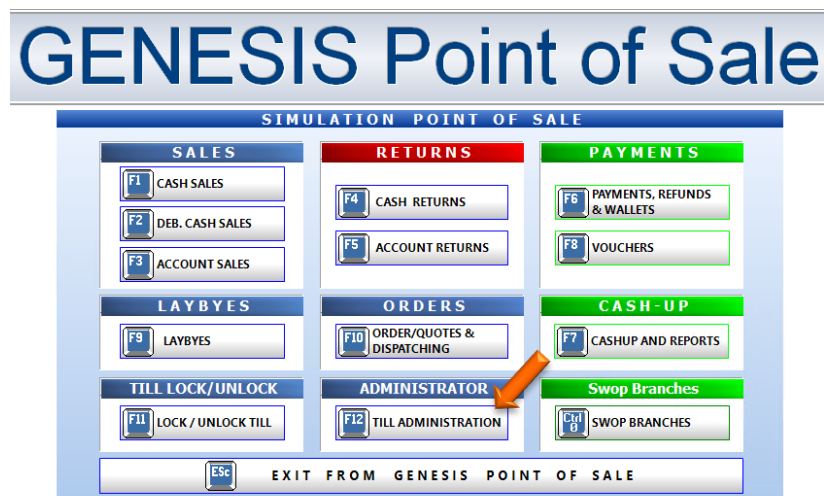 GENESIS Point of Sale
SIMULATION POINT OF SALE
SALES
F1 CASH SALES
F2 DEB. CASH SALES
F3 ACCOUNT SALES
RETURNS
F4 CASH RETURNS
F5 ACCOUNT RETURNS
PAYMENTS
F6 PAYMENTS, REFUNDS
& WALLETS
F8 VOUCHERS
LAYBYES
F9 LAYBYES
ORDERS
F10 ORDER/QUOTES &
DISPATCHING
CASH-UP
F7 CASHUP AND REPORTS
TILL LOCK/UNLOCK
F11 LOCK / UNLOCK TILL
ADMINISTRATOR
F12 TILL ADMINISTRATION
Swop Branches
Ctrl
0 SWOP BRANCHES
ESc EXIT FROM GENESIS POINT OF SALE